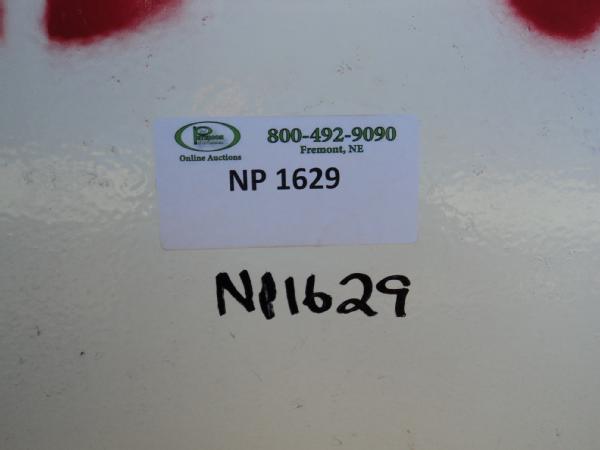 800-492-9090
Fremont, NE
Online Auctions
NP 1629
NP1629